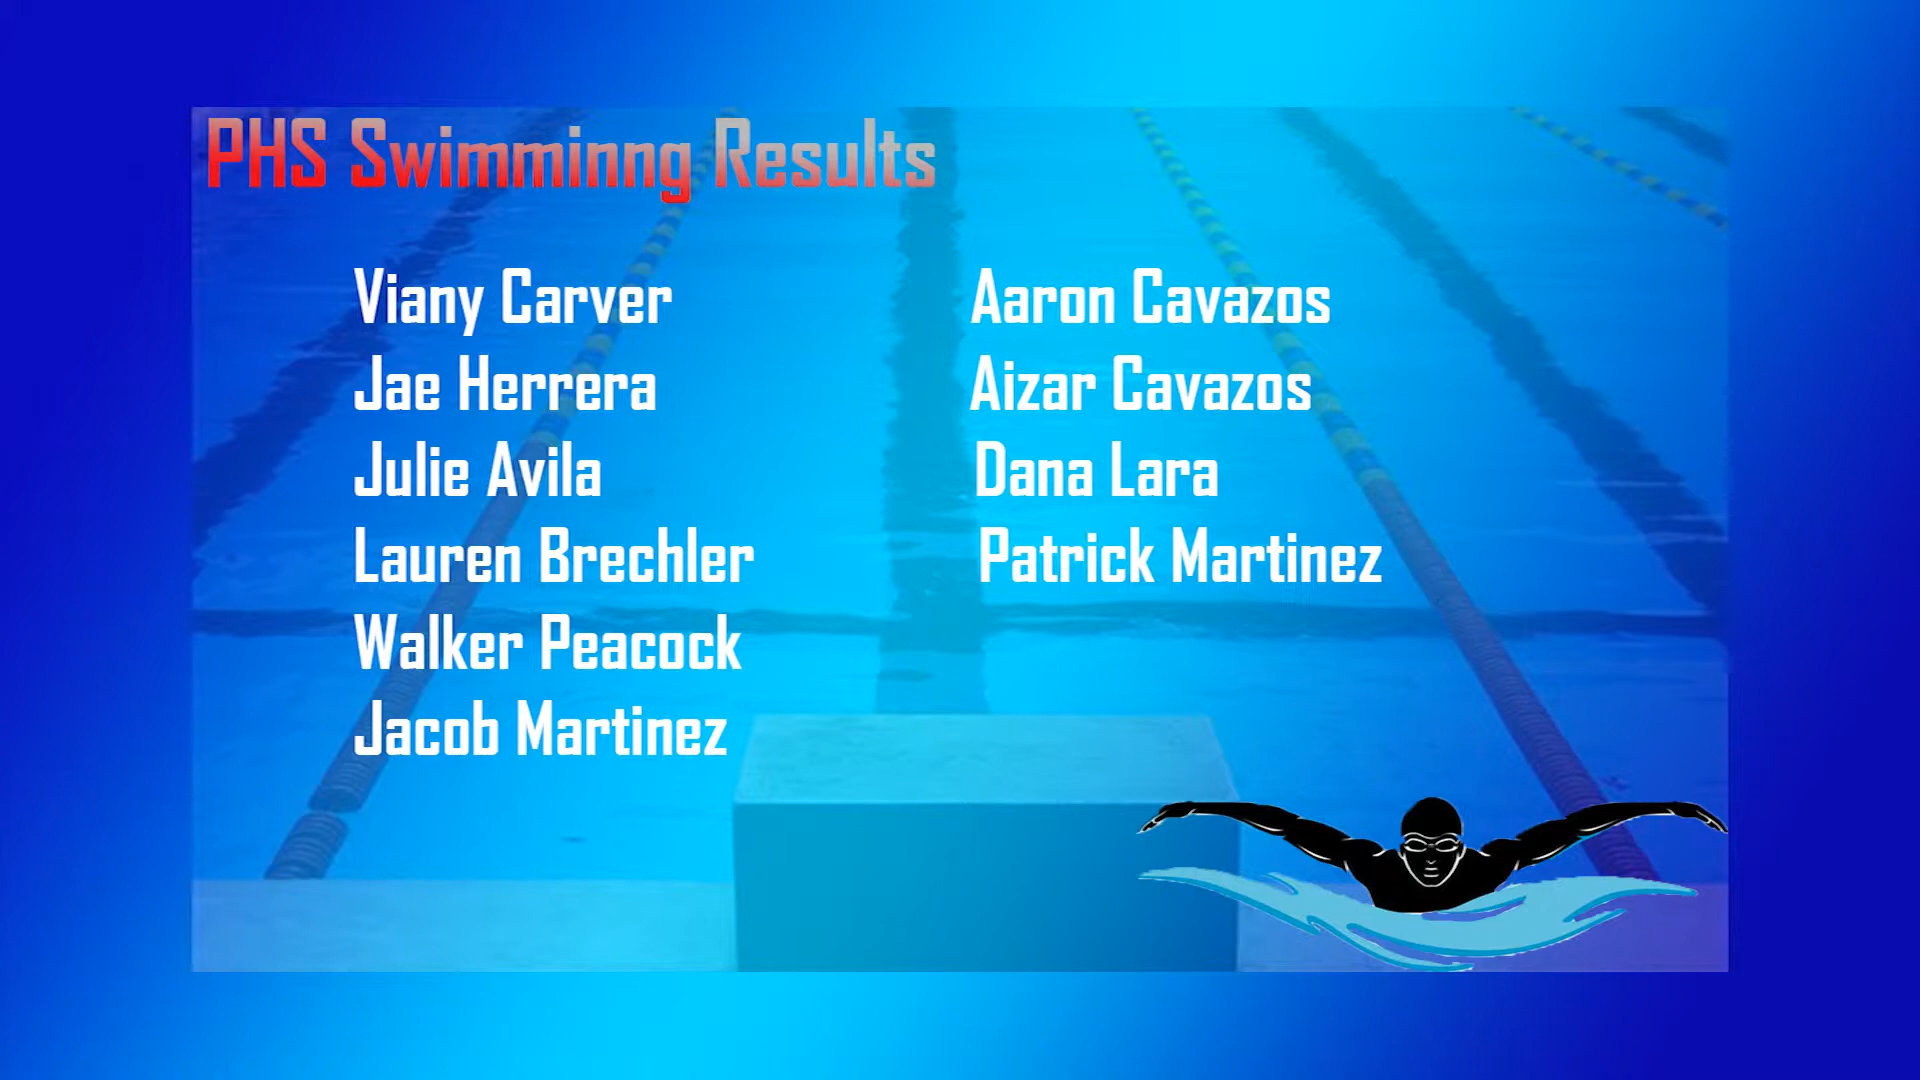 PHS Swimminng Results
Viany Carver
Jae Herrera
Julie Avila
Lauren Brechler
Walker Peacock
Jacob Martinez
Aaron Cavazos
Aizar Cavazos
Dana Lara
Patrick Martinez